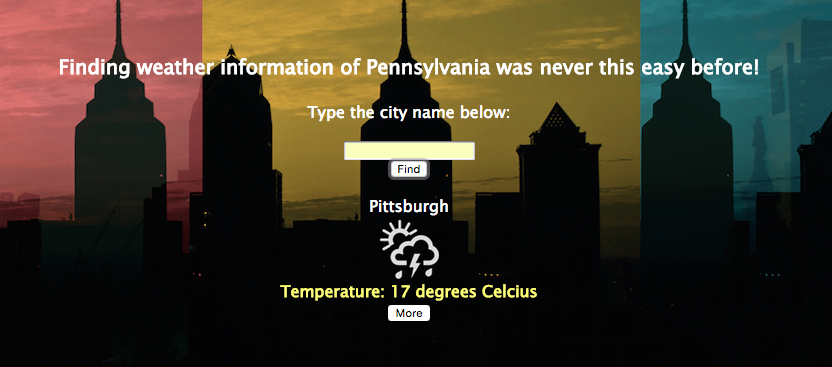 Finding weather information of Pennsylvania was never this easy before!
Type the city name below:
Find
Pittsburgh
Temperature: 17 degrees Celcius
More